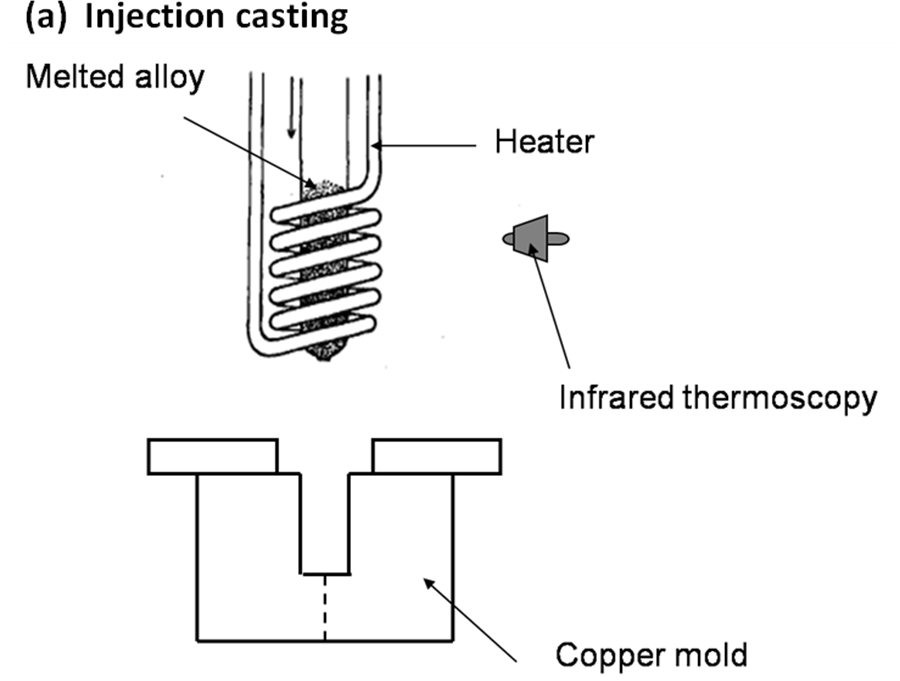 (a) Injection casting
Melted alloy
Heater
Infrared thermoscopy
Copper mold